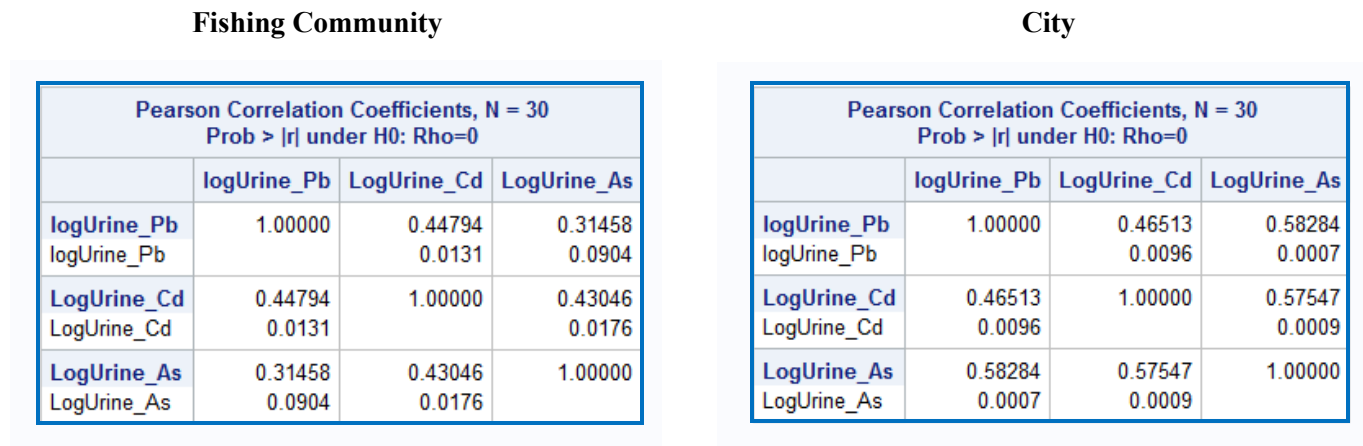 Fishing Community
Pearson Correlation Coefficients, N = 30
Prob > |r| under H0: Rho=0
logUrine_Pb LogUrine_Cd LogUrine_As
logUrine_Pb 1.00000 0.44794 0.31458
logUrine_Pb 0.0131 0.0904
LogUrine_Cd 0.44794 1.00000 0.43046
LogUrine_Cd 0.0131 0.0176
LogUrine_As 0.31458 0.43046 1.00000
LogUrine_As 0.0904 0.0176
City
Pearson Correlation Coefficients, N = 30
Prob > |r| under H0: Rho=0
logUrine_Pb LogUrine_Cd LogUrine_As
logUrine_Pb 1.00000 0.46513 0.58284
logUrine_Pb 0.0096 0.0007
LogUrine_Cd 0.46513 1.00000 0.57547
LogUrine_Cd 0.0096 0.0009
LogUrine_As 0.58284 0.57547 1.00000
LogUrine_As 0.0007 0.0009